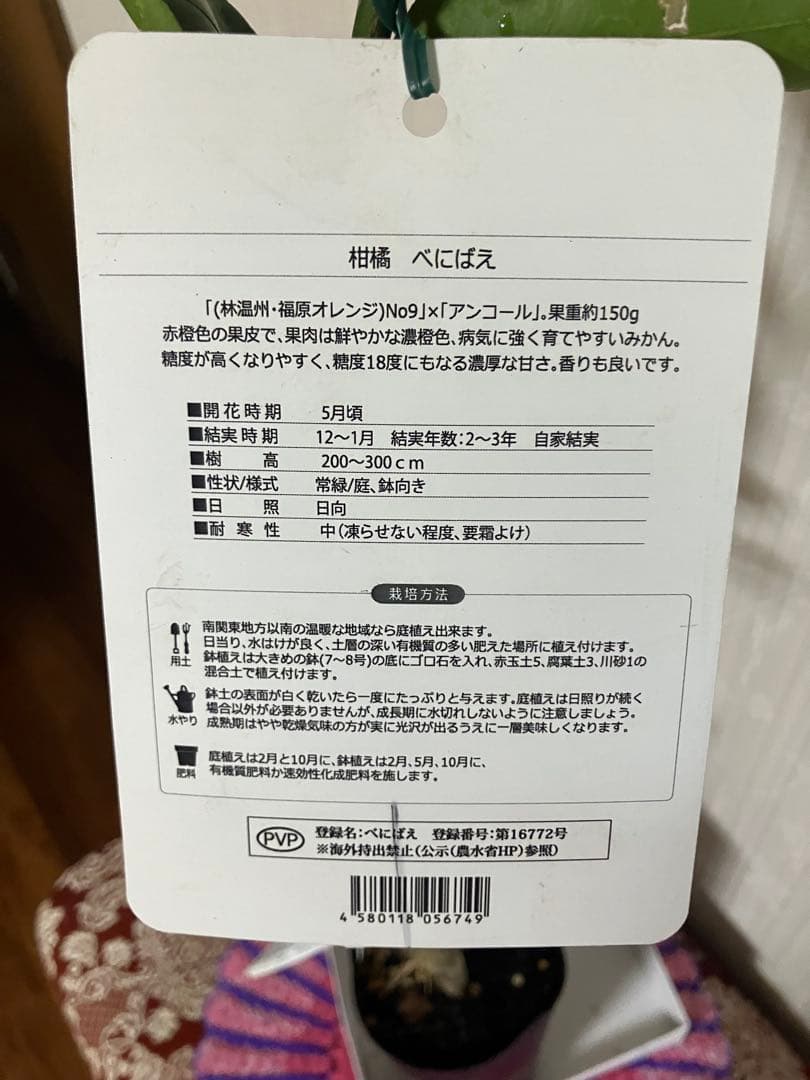 柑橘　べにばえ
「(林温州・福原オレンジ)No9」×「アンコール」。果重約150g
赤橙色の果皮で、果肉は鮮やかな濃橙色、病気に強く育てやすいみかん。
糖度が高くなりやすく、糖度18度にもなる濃厚な甘さ。香りも良いです。
■開花時期　5月頃
■結実時期　12～1月　結実年数：2～3年　自家結実
■樹　高　200～300ｃｍ
■性状/様式　常緑/庭、鉢向き
■日　照　日向
■耐寒性　中（凍らせない程度、要霜よけ）
栽培方法
用土
南関東地方以南の温暖な地域なら庭植え出来ます。
日当り、水はけが良く、土層の深い有機質の多い肥えた場所に植え付けます。
鉢植えは大きめの鉢(7～8号)の底にゴロ石を入れ、赤玉土5、腐葉土3、川砂1の
混合土で植え付けます。
水やり
鉢土の表面が白く乾いたら一度にたっぷりと与えます。庭植えは日照りが続く
場合以外が必要ありませんが、成長期に水切れしないように注意しましょう。
成熟期はやや乾燥気味の方が実に光沢が出るうえに一層美味しくなります。
肥料
庭植えは2月と10月に、鉢植えは2月、5月、10月に、
有機質肥料か速効性化成肥料を施します。
PVP
登録名：べにばえ　登録番号：第16772号
※海外持出禁止（公示（農水省HP）参照）
4 580118 056749